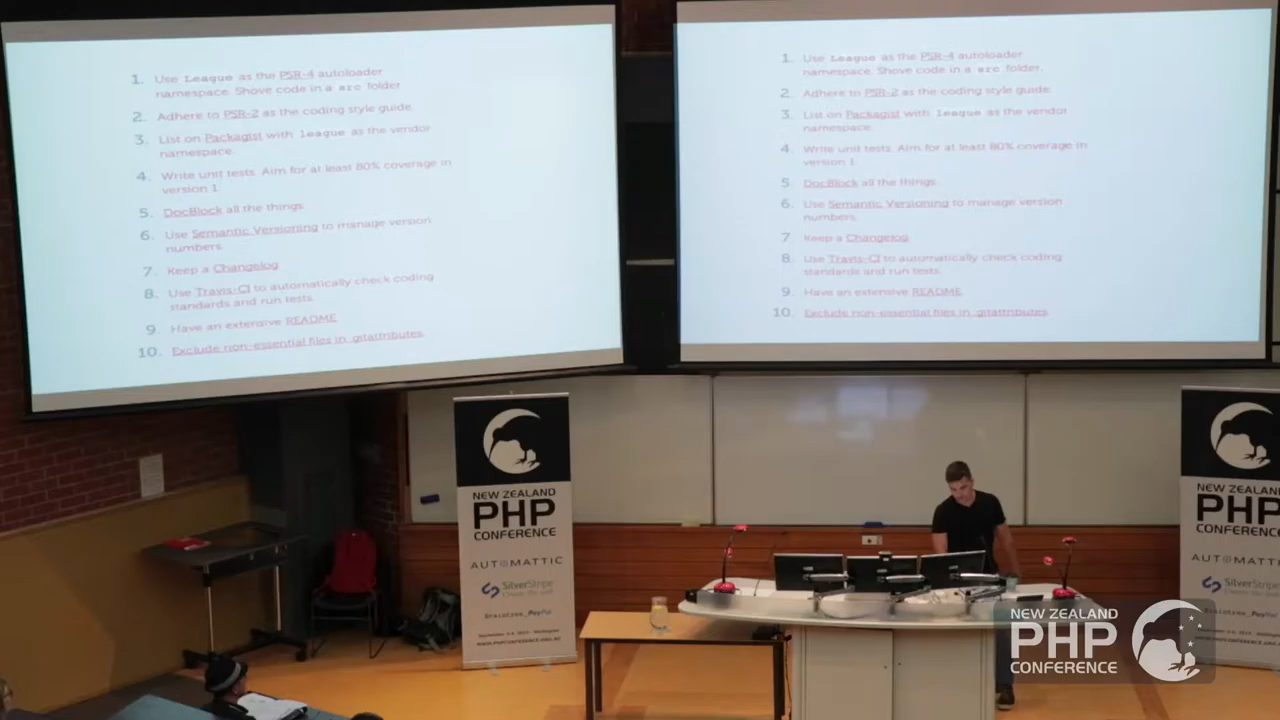 1. Use League as the PSR-4 autoloader
namespace. Shove code in a src folder.
2. Adhere to PSR-2 as the coding style guide.
3. List on Packagist with league as the vendor
namespace.
4. Write unit tests. Aim for at least 80% coverage in
version 1.
5. DocBlock all the things.
6. Use Semantic Versioning to manage version
numbers.
7. Keep a Changelog.
8. Use Travis-CI to automatically check coding
standards and run tests.
9. Have an extensive README.
10. Exclude non-essential files in .gitattributes.
1. Use League as the PSR-4 autoloader
namespace. Shove code in a src folder.
2. Adhere to PSR-2 as the coding style guide.
3. List on Packagist with league as the vendor
namespace.
4. Write unit tests. Aim for at least 80% coverage in
version 1.
5. DocBlock all the things.
6. Use Semantic Versioning to manage version
numbers.
7. Keep a Changelog.
8. Use Travis-CI to automatically check coding
standards and run tests.
9. Have an extensive README.
10. Exclude non-essential files in .gitattributes.
NEW ZEALAND
PHP
CONFERENCE
AUTOMATTIC
SilverStripe
Braintree_PayPal
WWW.PHPCONFERENCE.ORG.NZ
NEW ZEALAND
PHP
CONFERENCE
AUTOMATTIC
SilverStripe
NEW ZEALAND
PHP
CONFERENCE